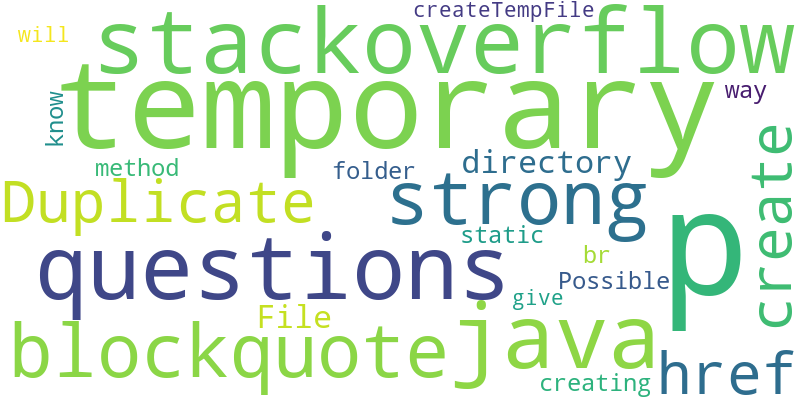 createTempFile
will
stackoverflow
temporary
way
know
create
method
folder
directory
Duplicate
strong
p
static
questions
br
Possible
give
File
java
blockquote
href
creating